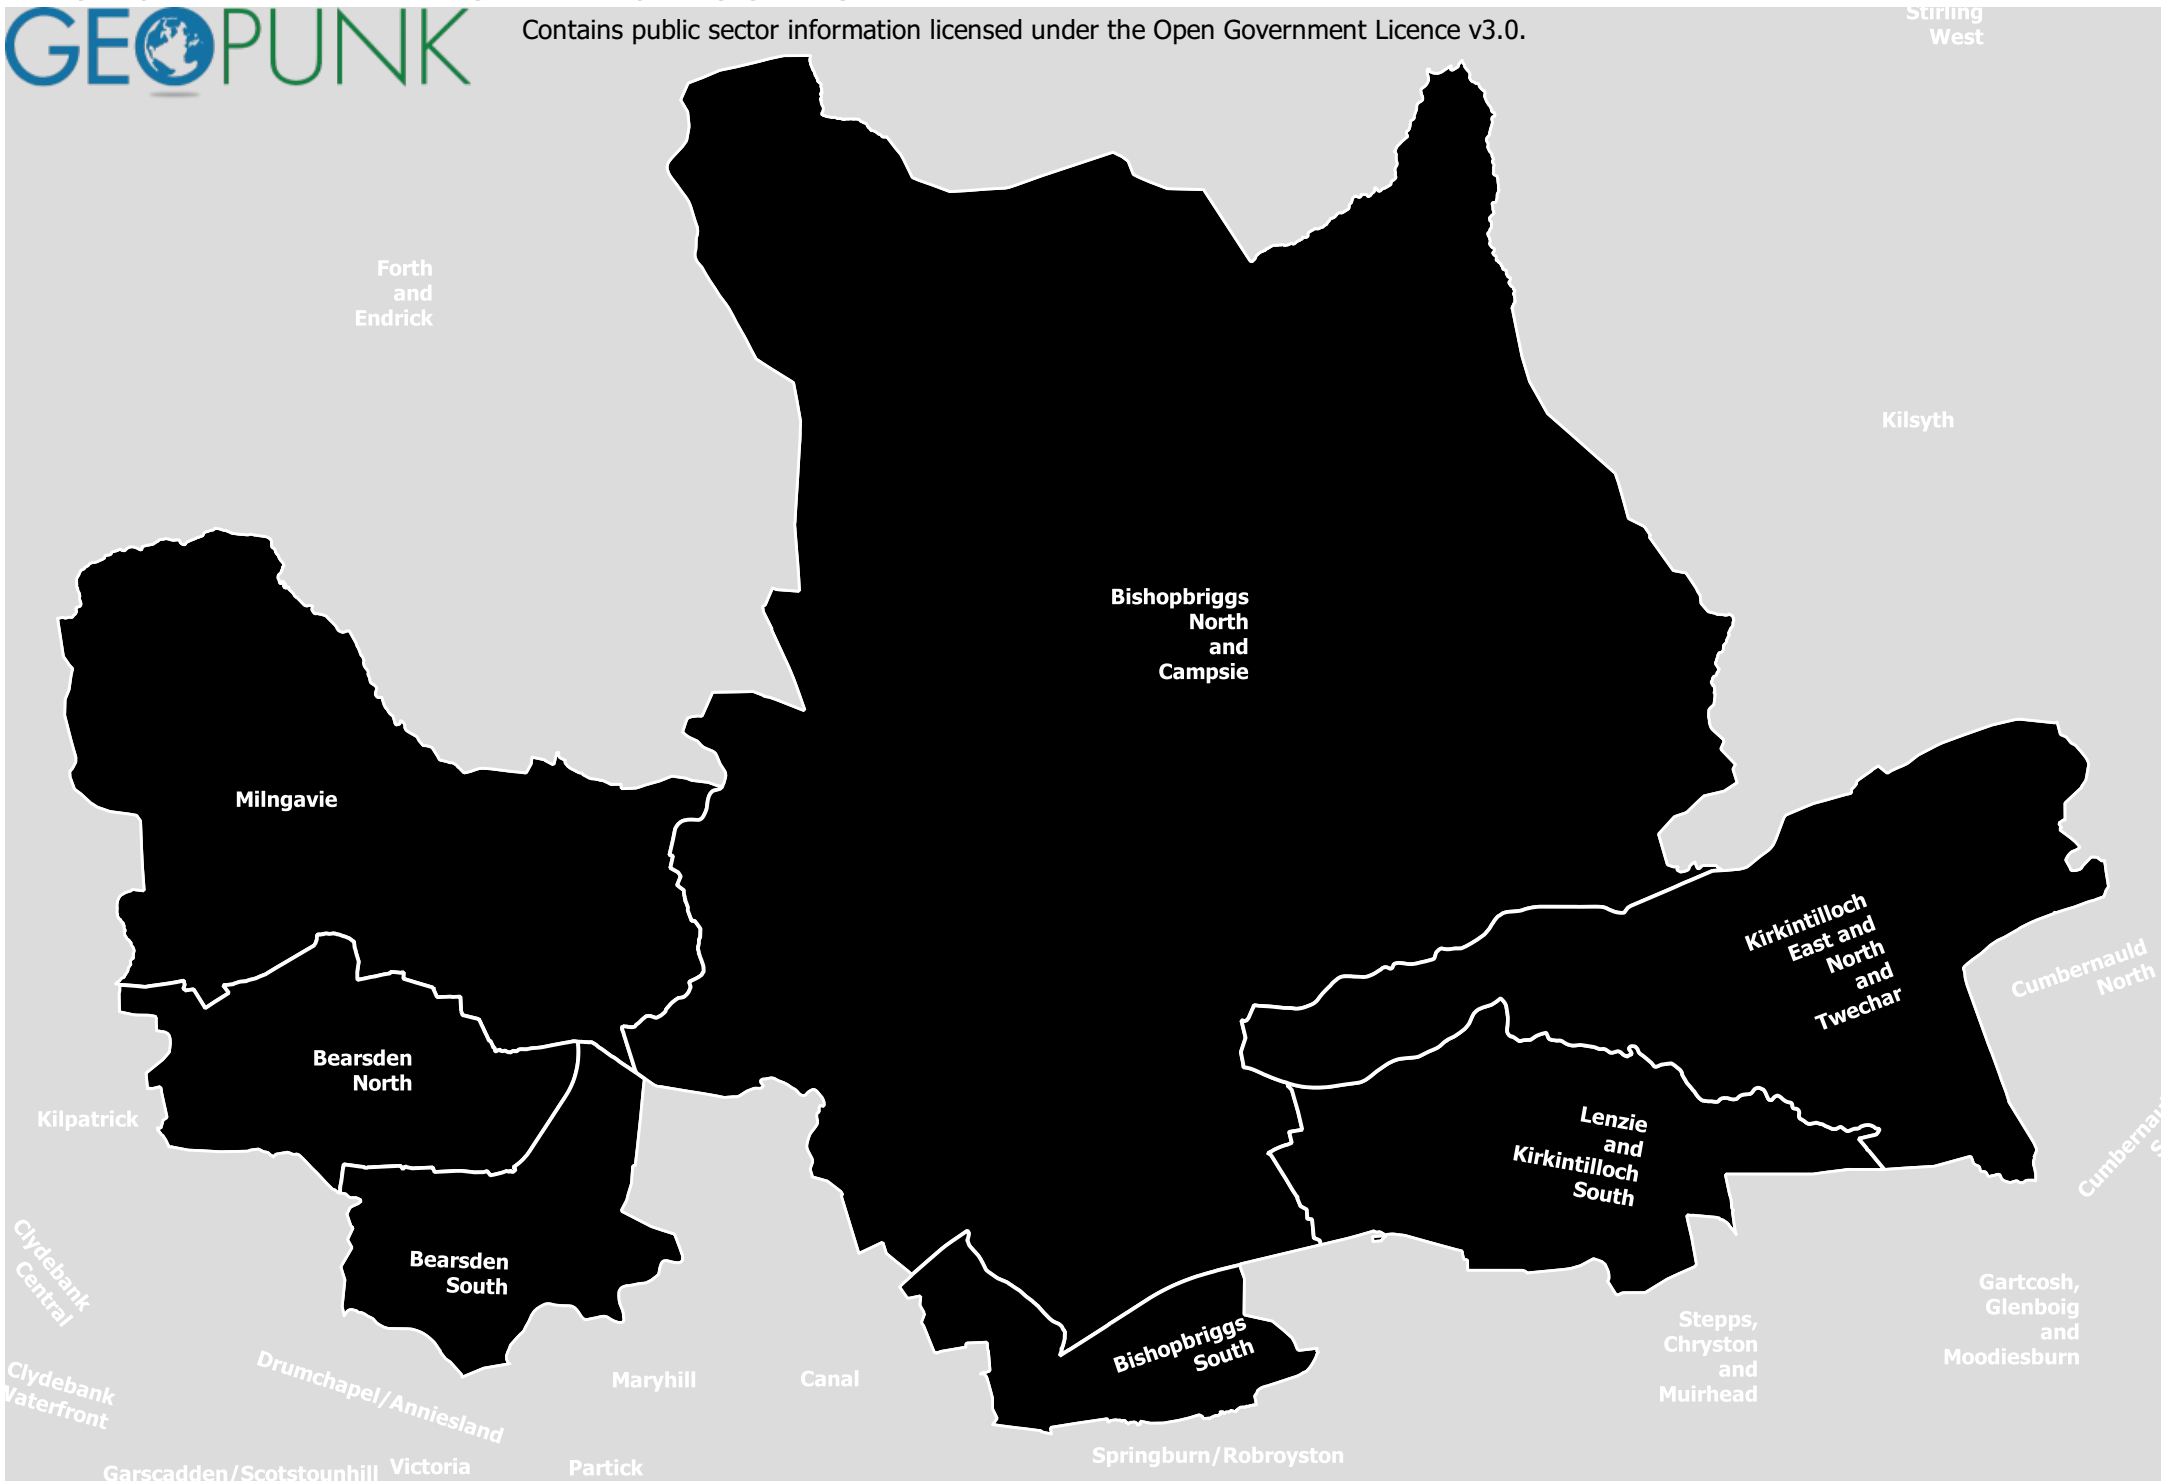 GEOPUNK
Contains public sector information licensed under the Open Government Licence v3.0.
Stirling
West
Forth
and
Endrick
Kilsyth
Bishopbriggs
North
and
Campsie
Milngavie
Kirkintilloch
East and
North
and
Twechar
Cumbernauld
North
Bearsden
North
Kilpatrick
Lenzie
and
Kirkintilloch
South
Clydebank
Central
Bearsden
South
Gartcosh,
Glenboig
and
Moodiesburn
Stepps,
Chryston
and
Muirhead
Bishopbriggs
South
Clydebank
Waterfront
Drumchapel/Anniesland
Maryhill
Canal
Springburn/Robroyston
Garscadden/Scotstounhill
Victoria
Partick